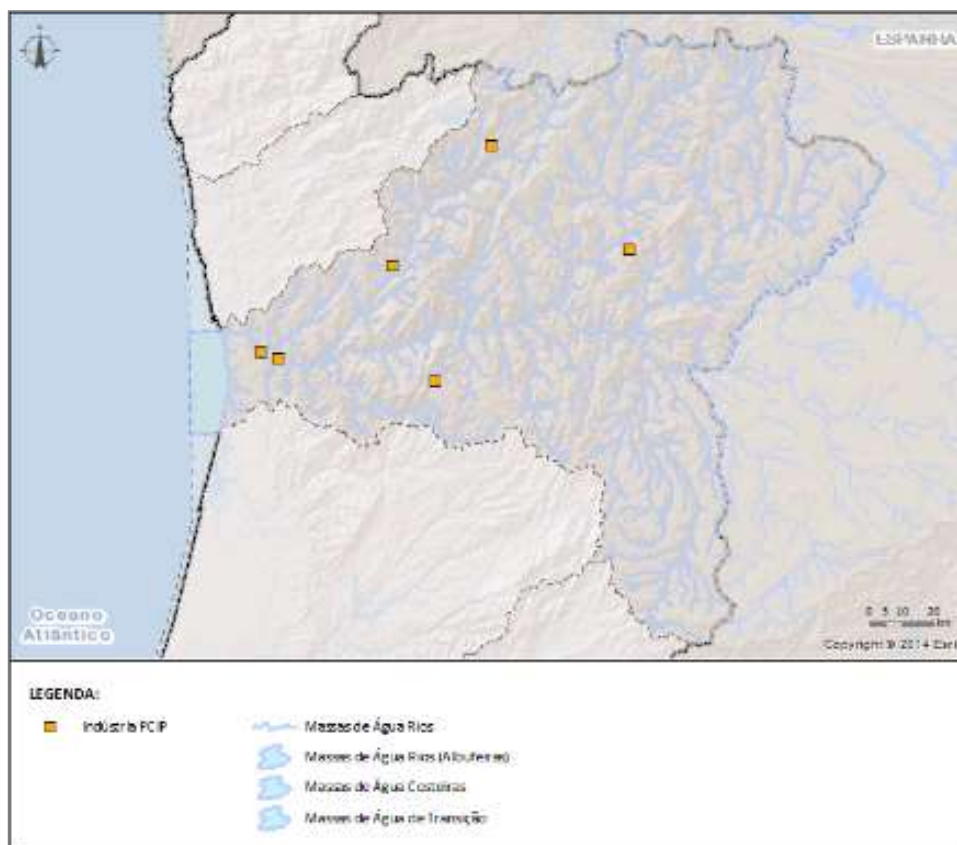 ESPANHA
Oceano
Atlântico
0 5 10 20
km
Copyright © 2014 Esri
LEGENDA:
Indústria PCIP
Massas de Água Rios
Massas de Água Rios (Albufeiras)
Massas de Água Costeiras
Massas de Água de Transição